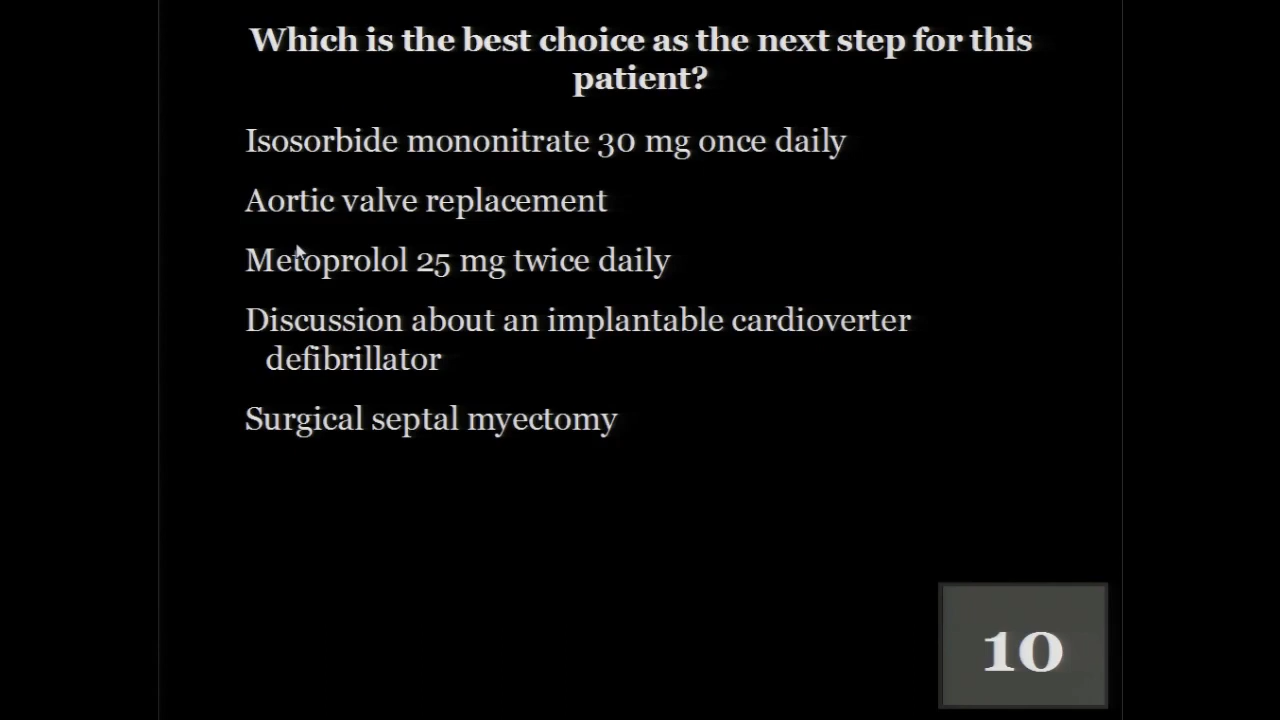 Which is the best choice as the next step for this
patient?
Isosorbide mononitrate 30 mg once daily
Aortic valve replacement
Metoprolol 25 mg twice daily
Discussion about an implantable cardioverter
defibrillator
Surgical septal myectomy
10